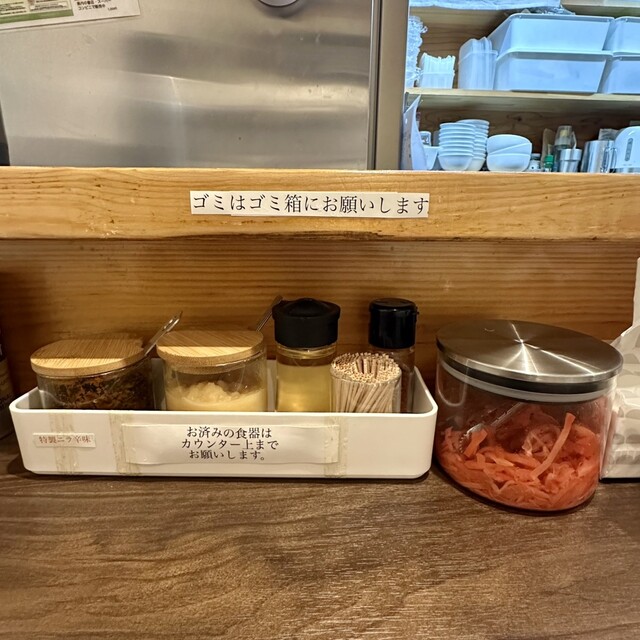 ゴミはゴミ箱にお願いします
特製ニラ辛味
お済みの食器は
カウンター上まで
お願いします。